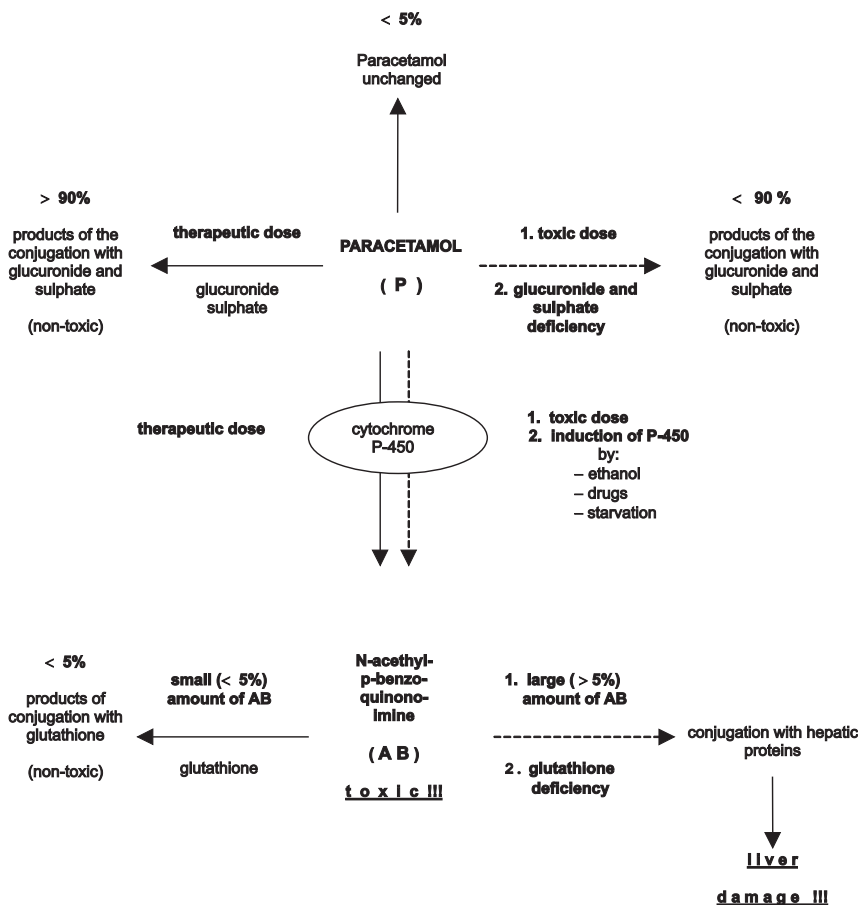 < 5%
Paracetamol
unchanged
> 90%
products of the
conjugation with
glucuronide and
sulphate
(non-toxic)
therapeutic dose
glucuronide
sulphate
PARACETAMOL
( P )
1. toxic dose
2. glucuronide and
sulphate
deficiency
< 90 %
products of the
conjugation with
glucuronide and
sulphate
(non-toxic)
therapeutic dose
cytochrome
P-450
1. toxic dose
2. induction of P-450
by:
– ethanol
– drugs
– starvation
< 5%
products of
conjugation with
glutathione
(non-toxic)
small (< 5%)
amount of AB
glutathione
N-acethyl-
p-benzo-
quinono-
imine
( A B )
t o x i c !!!
1. large ( > 5%)
amount of AB
2 . glutathione
deficiency
conjugation with hepatic
proteins
l i v e r
d a m a g e !!!